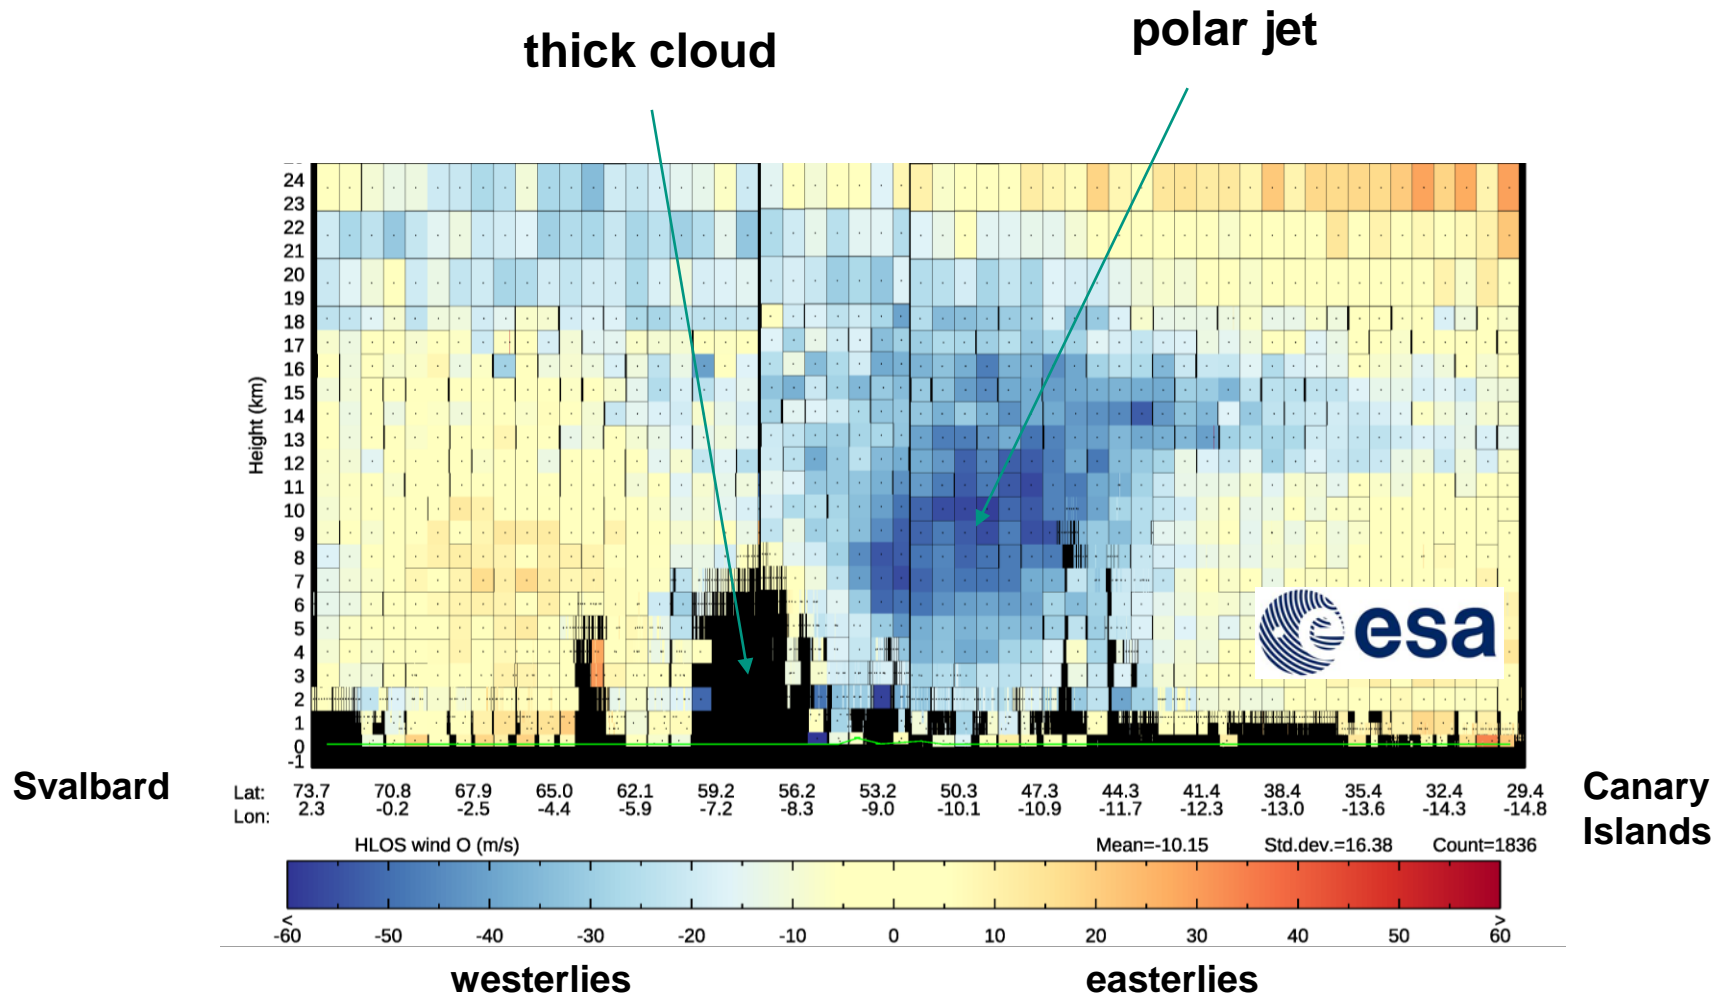 thick cloud
polar jet
24
23
22
21
20
19
18
17
16
15
14
13
12
11
10
9
8
7
6
5
4
3
2
1
0
-1
Height (km)
esa
Svalbard
Canary
Islands
Lat: 73.7 70.8 67.9 65.0 62.1 59.2 56.2 53.2 50.3 47.3 44.3 41.4 38.4 35.4 32.4 29.4
Lon: 2.3 -0.2 -2.5 -4.4 -5.9 -7.2 -8.3 -9.0 -10.1 -10.9 -11.7 -12.3 -13.0 -13.6 -14.3 -14.8
HLOS wind O (m/s) Mean=-10.15 Std.dev.=16.38 Count=1836
< >
-60 -50 -40 -30 -20 -10 0 10 20 30 40 50 60
westerlies easterlies